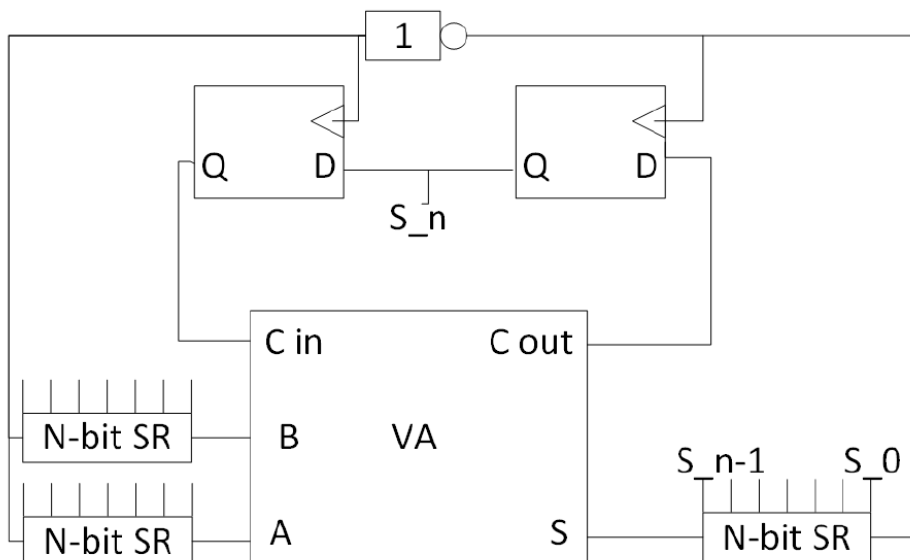 1
Q D Q D
S_n
C in C out
N-bit SR B VA S_n-1 S_0
N-bit SR A S N-bit SR